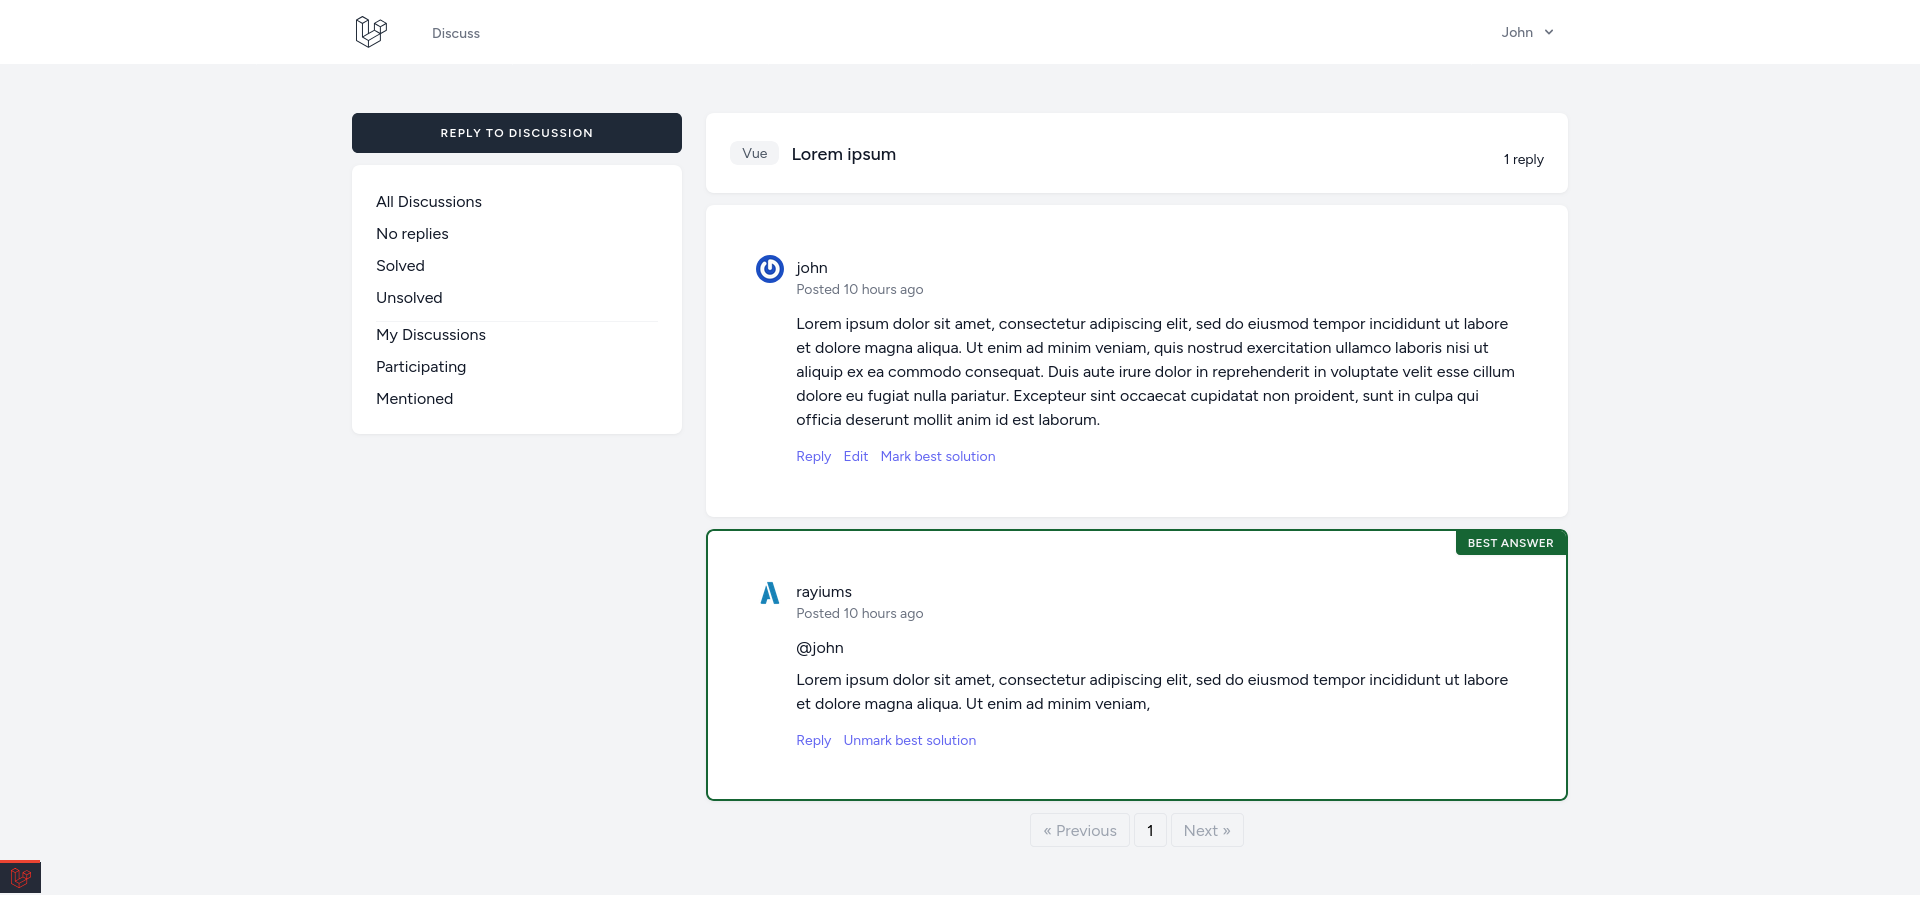 Discuss
John
REPLY TO DISCUSSION
All Discussions
No replies
Solved
Unsolved
My Discussions
Participating
Mentioned
Vue
Lorem ipsum
1 reply
john
Posted 10 hours ago
Lorem ipsum dolor sit amet, consectetur adipiscing elit, sed do eiusmod tempor incididunt ut labore
et dolore magna aliqua. Ut enim ad minim veniam, quis nostrud exercitation ullamco laboris nisi ut
aliquip ex ea commodo consequat. Duis aute irure dolor in reprehenderit in voluptate velit esse cillum
dolore eu fugiat nulla pariatur. Excepteur sint occaecat cupidatat non proident, sunt in culpa qui
officia deserunt mollit anim id est laborum.
Reply Edit Mark best solution
BEST ANSWER
rayiums
Posted 10 hours ago
@john
Lorem ipsum dolor sit amet, consectetur adipiscing elit, sed do eiusmod tempor incididunt ut labore
et dolore magna aliqua. Ut enim ad minim veniam,
Reply Unmark best solution
« Previous 1 Next »